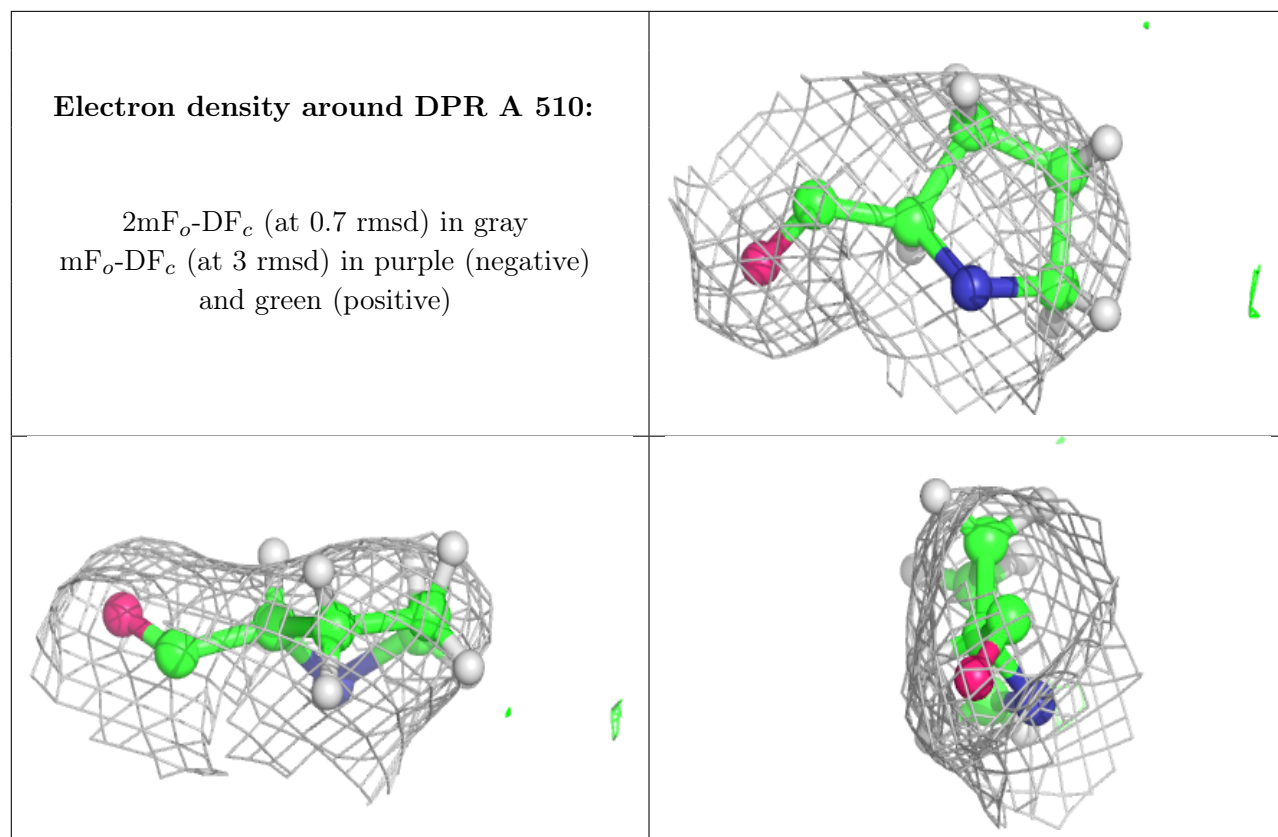 Electron density around DPR A 510:
2mFo-DFc (at 0.7 rmsd) in gray
mFo-DFc (at 3 rmsd) in purple (negative)
and green (positive)